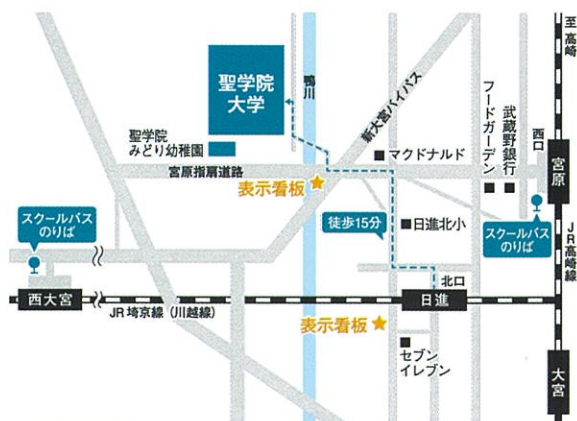 至高崎
鴨川
新大宮バイパス
聖学院
大学
フードガーデン
武蔵野銀行
西口
聖学院
みどり幼稚園
マクドナルド
宮原指扇道路
宮原
表示看板
スクールバス
のりば
徒歩15分
日進北小
スクールバス
のりば
JR高崎線
北口
西大宮
日進
JR埼京線(川越線)
表示看板
セブン
イレブン
大宮